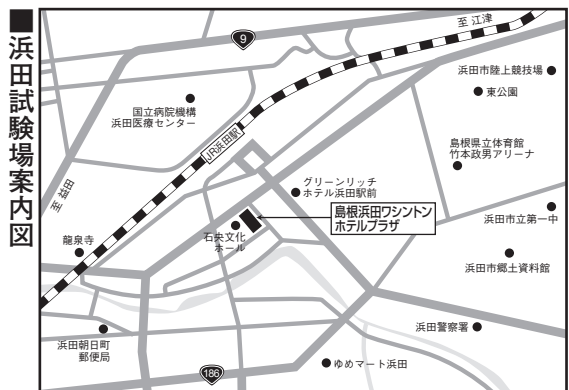 ■浜田試験場案内図
9
至 江津
浜田市陸上競技場
東公園
国立病院機構
浜田医療センター
JR浜田駅
島根県立体育館
竹本政男アリーナ
グリーンリッチ
ホテル浜田駅前
至 益田
島根浜田ワシントン
ホテルプラザ
石央文化
ホール
浜田市立第一中
龍泉寺
浜田市郷土資料館
浜田警察署
浜田朝日町
郵便局
186
ゆめマート浜田